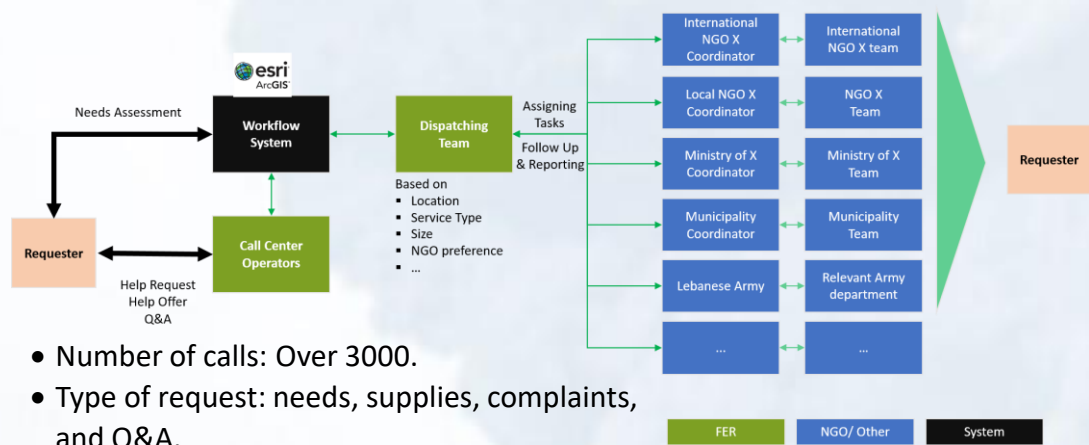 esri
ArcGIS
Needs Assessment
Workflow
System
Requester
Call Center
Operators
Help Request
Help Offer
Q&A
Dispatching
Team
Based on
▪ Location
▪ Service Type
▪ Size
▪ NGO preference
▪ ...
Assigning
Tasks
Follow Up
& Reporting
International
NGO X
Coordinator
International
NGO X team
Local NGO X
Coordinator
NGO X
Team
Ministry of X
Coordinator
Ministry of X
Team
Municipality
Coordinator
Municipality
Team
Lebanese Army
Relevant Army
department
...
...
Requester
• Number of calls: Over 3000.
• Type of request: needs, supplies, complaints,
and Q&A.
FER
NGO/ Other
System